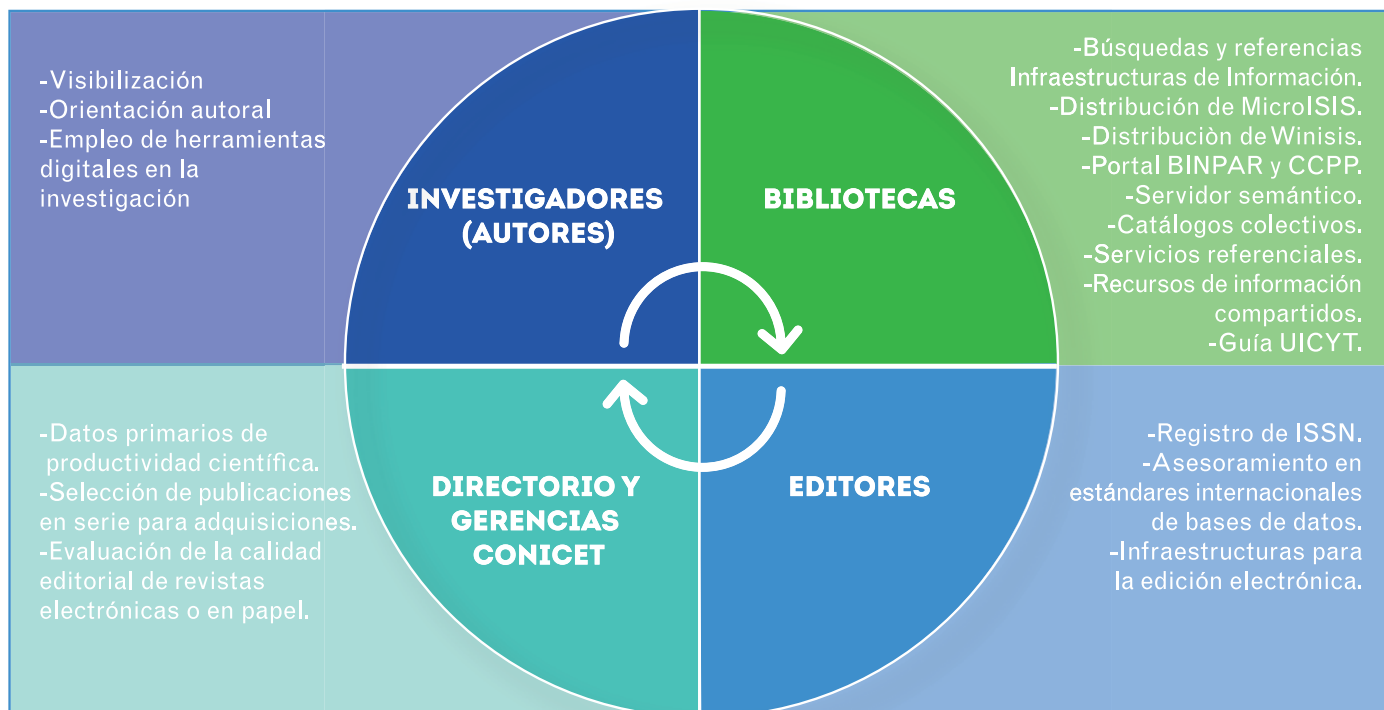 -Visibilización
-Orientación autoral
-Empleo de herramientas
digitales en la
investigación
INVESTIGADORES
(AUTORES)
BIBLIOTECAS
-Búsquedas y referencias
Infraestructuras de Información.
-Distribución de MicroISIS.
-Distribuciòn de Winisis.
-Portal BINPAR y CCPP.
-Servidor semántico.
-Catálogos colectivos.
-Servicios referenciales.
-Recursos de información
compartidos.
-Guía UICYT.
-Datos primarios de
productividad científica.
-Selección de publicaciones
en serie para adquisiciones.
-Evaluación de la calidad
editorial de revistas
electrónicas o en papel.
DIRECTORIO Y
GERENCIAS
CONICET
EDITORES
-Registro de ISSN.
-Asesoramiento en
estándares internacionales
de bases de datos.
-Infraestructuras para
la edición electrónica.